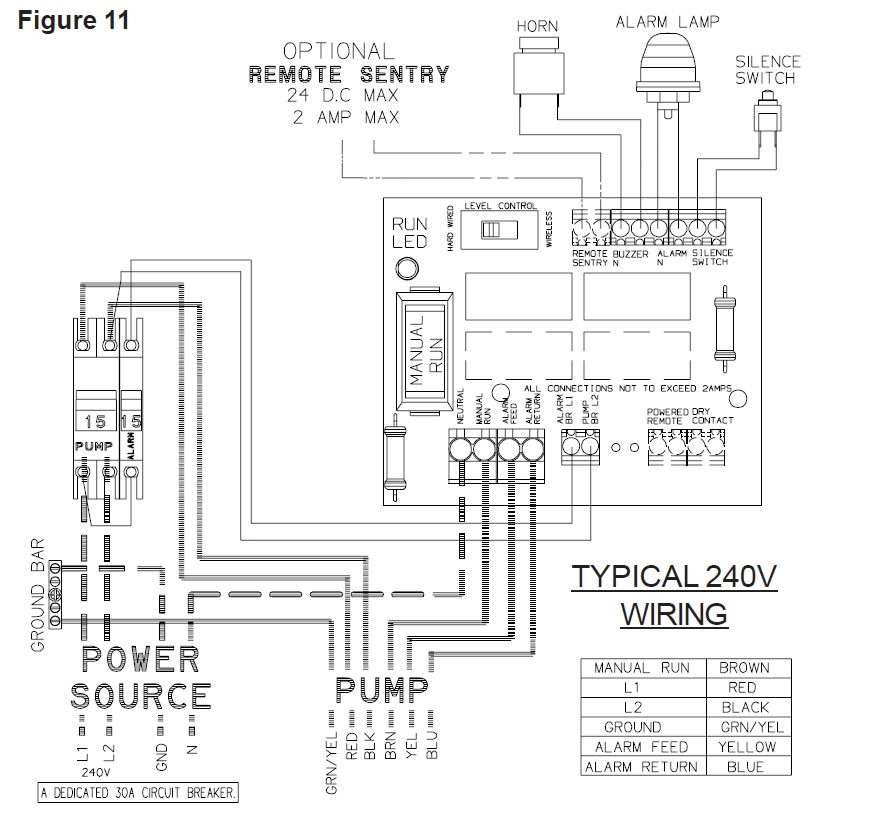 Figure 11
OPTIONAL
REMOTE SENTRY
24 D.C MAX
2 AMP MAX
HORN
ALARM LAMP
SILENCE
SWITCH
RUN
LED
HARD WIRED
LEVEL CONTROL
WIRELESS
REMOTE
SENTRY
BUZZER
N
ALARM
N
SILENCE
SWITCH
MANUAL
RUN
ALL CONNECTIONS NOT TO EXCEED 2AMPS
NEUTRAL
MANUAL
RUN
ALARM
FEED
ALARM
RETURN
ALARM
BR L1
PUMP
BR L2
POWERED
REMOTE
DRY
CONTACT
15
15
PUMP
ALARM
GROUND BAR
TYPICAL 240V
WIRING
POWER
SOURCE
PUMP
L1
L2
GND
N
240V
A DEDICATED 30A CIRCUIT BREAKER.
GRN/YEL
RED
BLK
BRN
YEL
BLU
MANUAL RUN BROWN
L1 RED
L2 BLACK
GROUND GRN/YEL
ALARM FEED YELLOW
ALARM RETURN BLUE